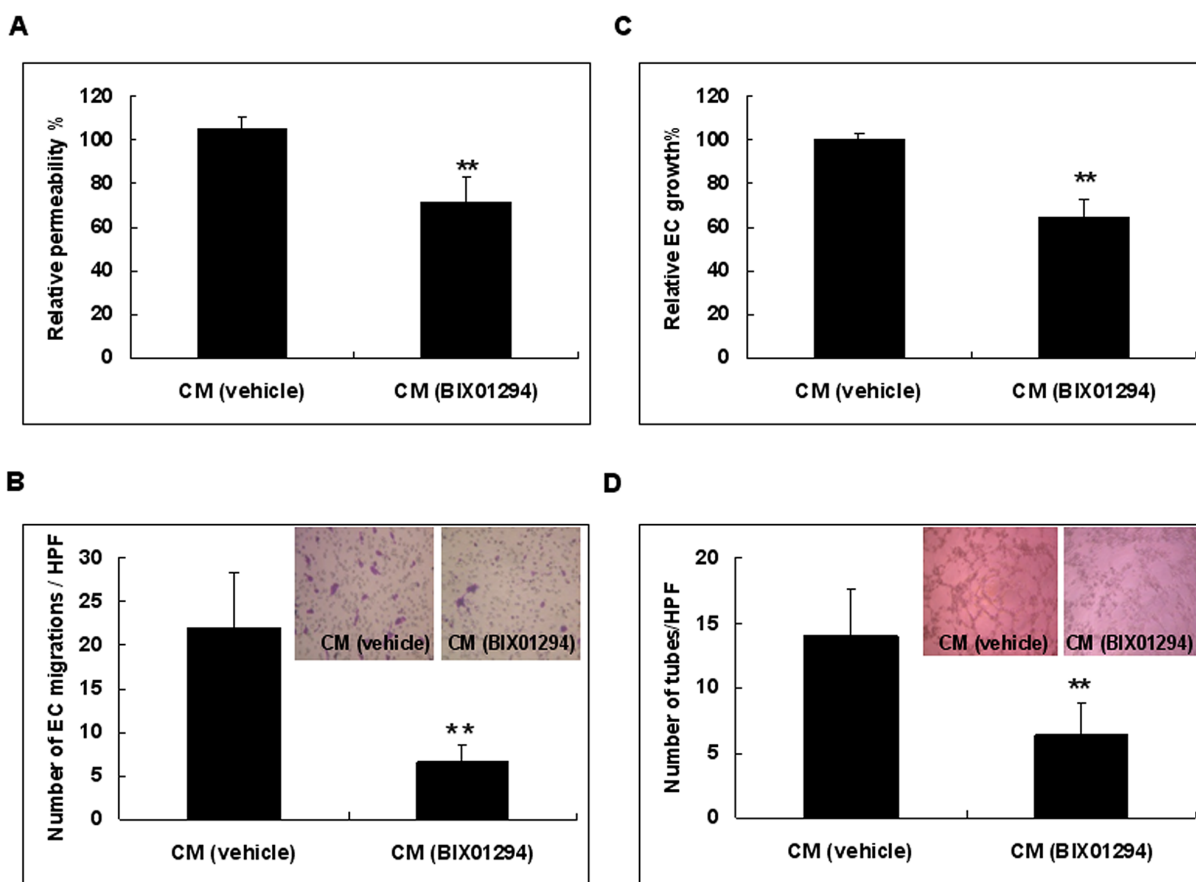 A
Relative permeability %
120
100
80
60
40
20
0
**
CM (vehicle) CM (BIX01294)
C
Relative EC growth%
120
100
80
60
40
20
0
**
CM (vehicle) CM (BIX01294)
B
Number of EC migrations / HPF
30
25
20
15
10
5
0
CM (vehicle) CM (BIX01294)
**
CM (vehicle) CM (BIX01294)
D
Number of tubes/HPF
20
15
10
5
0
CM (vehicle) CM (BIX01294)
**
CM (vehicle) CM (BIX01294)